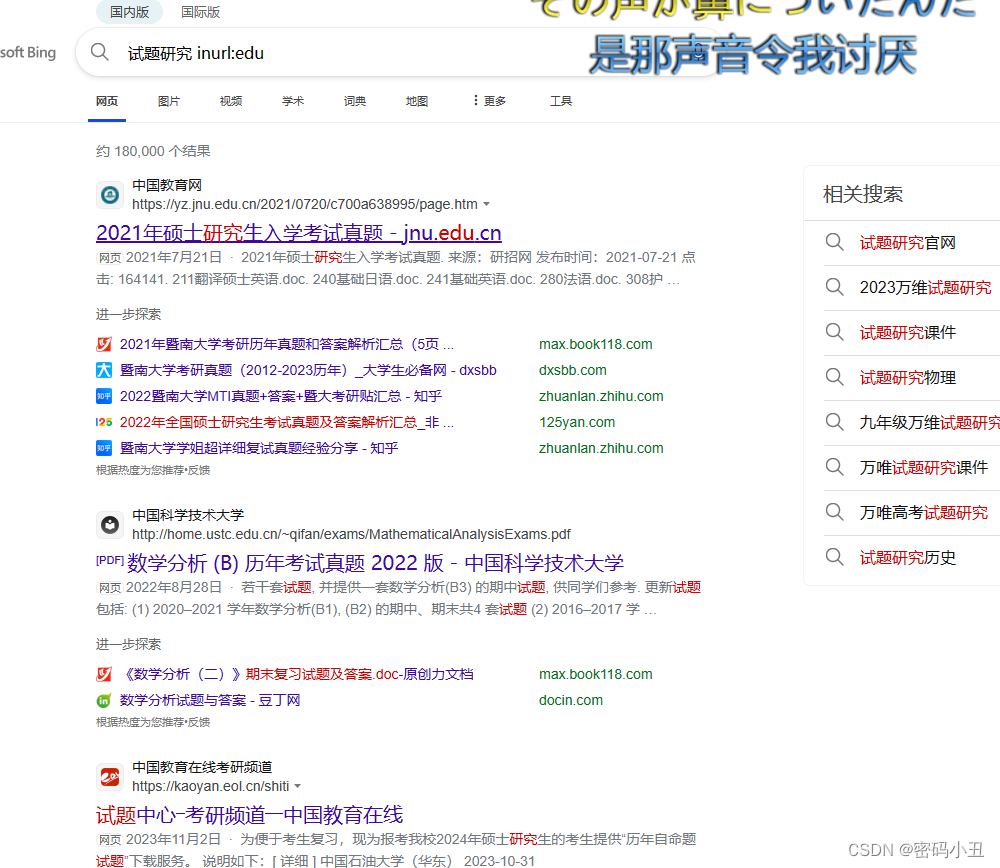 国内版 国际版
その声が鼻についたんだ
soft Bing
试题研究 inurl:edu
是那声音令我讨厌
网页 图片 视频 学术 词典 地图 更多 工具
约 180,000 个结果
中国教育网
https://yz.jnu.edu.cn/2021/0720/c700a638995/page.htm
2021年硕士研究生入学考试真题 - jnu.edu.cn
网页 2021年7月21日 · 2021年硕士研究生入学考试真题. 来源：研招网 发布时间：2021-07-21 点
击: 164141. 211翻译硕士英语.doc. 240基础日语.doc. 241基础英语.doc. 280法语.doc. 308护 …
进一步探索
2021年暨南大学考研历年真题和答案解析汇总（5页 ... max.book118.com
暨南大学考研真题（2012-2023历年）_大学生必备网 - dxsbb dxsbb.com
知乎 2022暨南大学MTI真题+答案+暨大考研贴汇总 - 知乎 zhuanlan.zhihu.com
125 2022年全国硕士研究生考试真题及答案解析汇总_非 ... 125yan.com
知乎 暨南大学学姐超详细复试真题经验分享 - 知乎 zhuanlan.zhihu.com
根据热度为您推荐•反馈
中国科学技术大学
http://home.ustc.edu.cn/~qifan/exams/MathematicalAnalysisExams.pdf
[PDF] 数学分析 (B) 历年考试真题 2022 版 - 中国科学技术大学
网页 2022年8月28日 · 若干套试题, 并提供一套数学分析(B3) 的期中试题, 供同学们参考. 更新试题
包括: (1) 2020–2021 学年数学分析(B1), (B2) 的期中、期末共4 套试题 (2) 2016–2017 学 …
进一步探索
《数学分析（二）》期末复习试题及答案.doc-原创力文档 max.book118.com
in 数学分析试题与答案 - 豆丁网 docin.com
根据热度为您推荐•反馈
中国教育在线考研频道
https://kaoyan.eol.cn/shiti
试题中心–考研频道—中国教育在线
网页 2023年11月2日 · 为便于考生复习，现为报考我校2024年硕士研究生的考生提供“历年自命题
试题”下载服务。 说明如下：[ 详细 ] 中国石油大学（华东） 2023-10-31
相关搜索
试题研究官网
2023万维试题研究
试题研究课件
试题研究物理
九年级万维试题研究
万唯试题研究课件
万唯高考试题研究
试题研究历史
CSDN @密码小丑